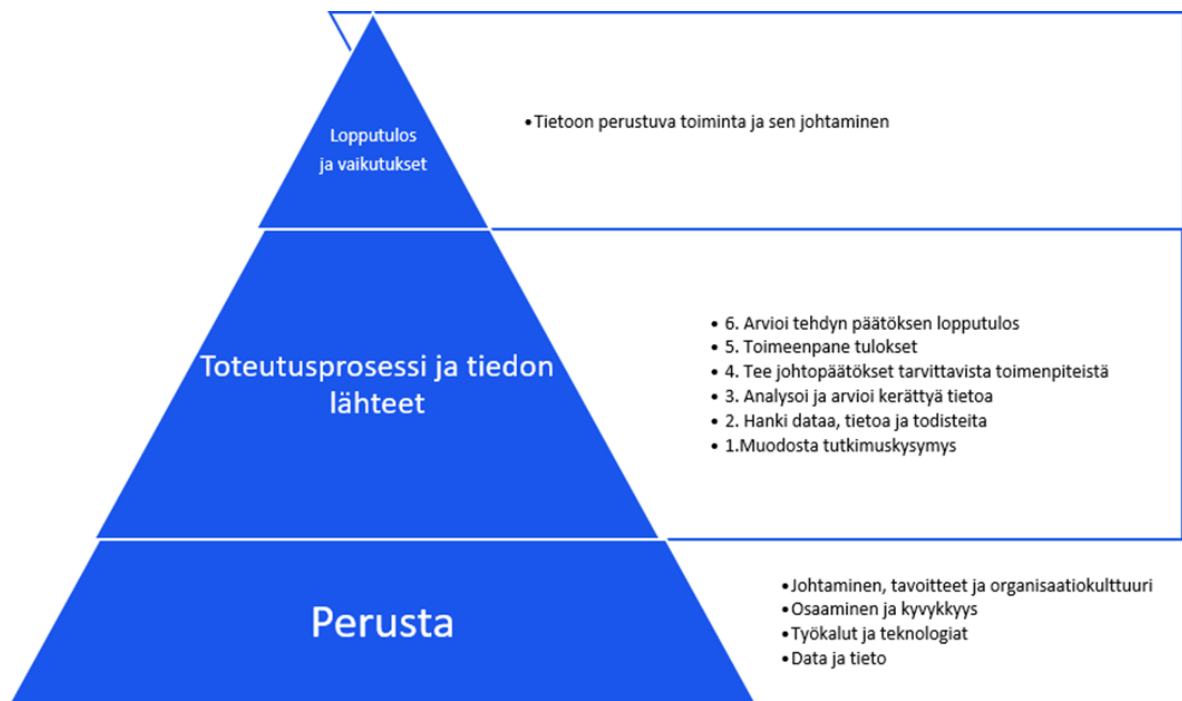 Lopputulos
ja vaikutukset
•Tietoon perustuva toiminta ja sen johtaminen
Toteutusprosessi ja tiedon
lähteet
• 6. Arvioi tehdyn päätöksen lopputulos
• 5. Toimeenpane tulokset
• 4. Tee johtopäätökset tarvittavista toimenpiteistä
• 3. Analysoi ja arvioi kerättyä tietoa
• 2. Hanki dataa, tietoa ja todisteita
• 1.Muodosta tutkimuskysymys
Perusta
•Johtaminen, tavoitteet ja organisaatiokulttuuri
•Osaaminen ja kyvykkyys
•Työkalut ja teknologiat
•Data ja tieto